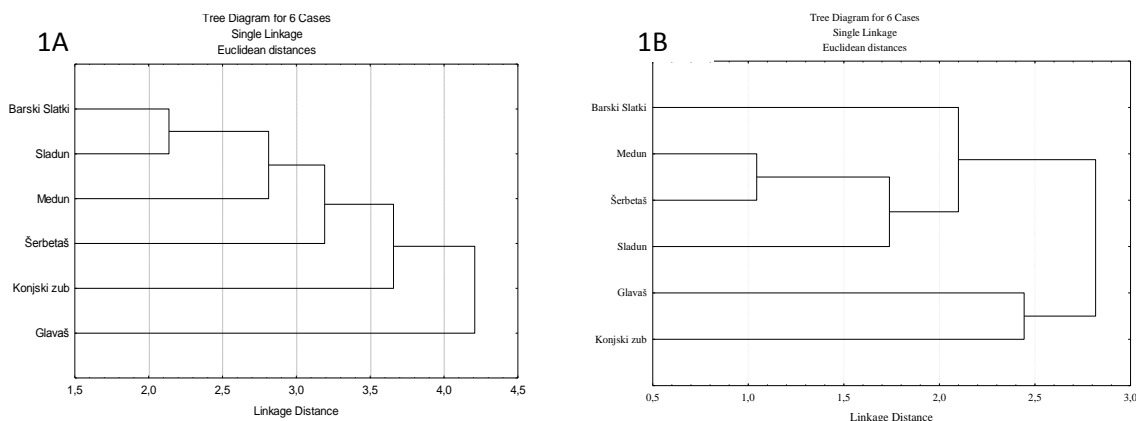 1A
Tree Diagram for 6 Cases
Single Linkage
Euclidean distances
Barski Slatki
Sladun
Medun
Šerbetaš
Konjski zub
Glavaš
1,5 2,0 2,5 3,0 3,5 4,0 4,5
Linkage Distance
1B
Tree Diagram for 6 Cases
Single Linkage
Euclidean distances
Barski Slatki
Medun
Šerbetaš
Sladun
Glavaš
Konjski zub
0,5 1,0 1,5 2,0 2,5 3,0
Linkage Distance